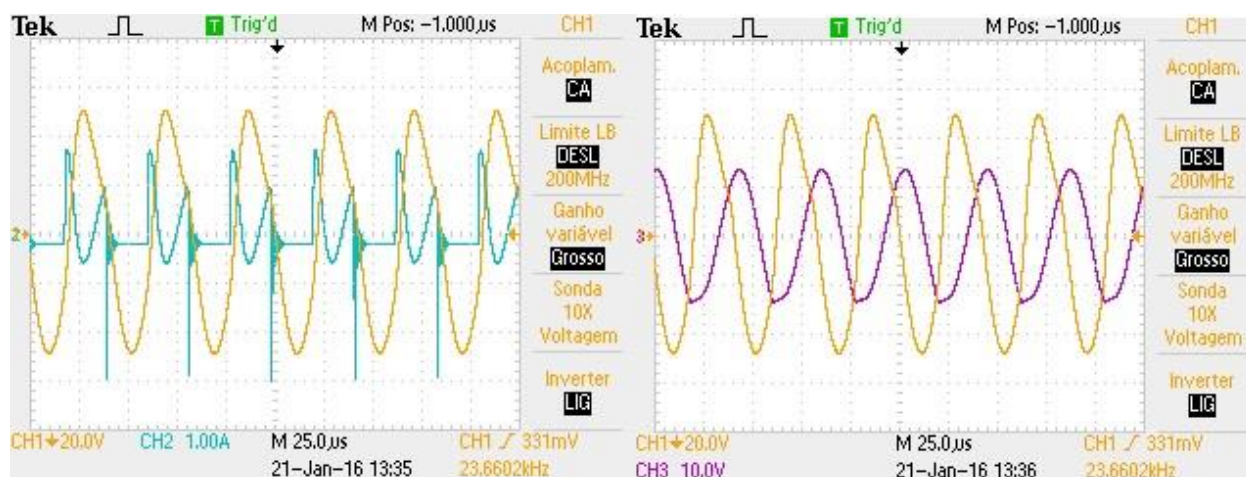 Tek T Trig'd M Pos: -1.000µs CH1
Acoplam.
CA
Limite LB
DESL
200MHz
Ganho
variável
Grosso
Sonda
10X
Voltagem
Inverter
LIG
2
CH1 20.0V CH2 1.00A M 25.0µs CH1 331mV
21-Jan-16 13:35 23.6602kHz
Tek T Trig'd M Pos: -1.000µs CH1
Acoplam.
CA
Limite LB
DESL
200MHz
Ganho
variável
Grosso
Sonda
10X
Voltagem
Inverter
LIG
3
CH1 20.0V M 25.0µs CH1 331mV
CH3 10.0V 21-Jan-16 13:36 23.6602kHz